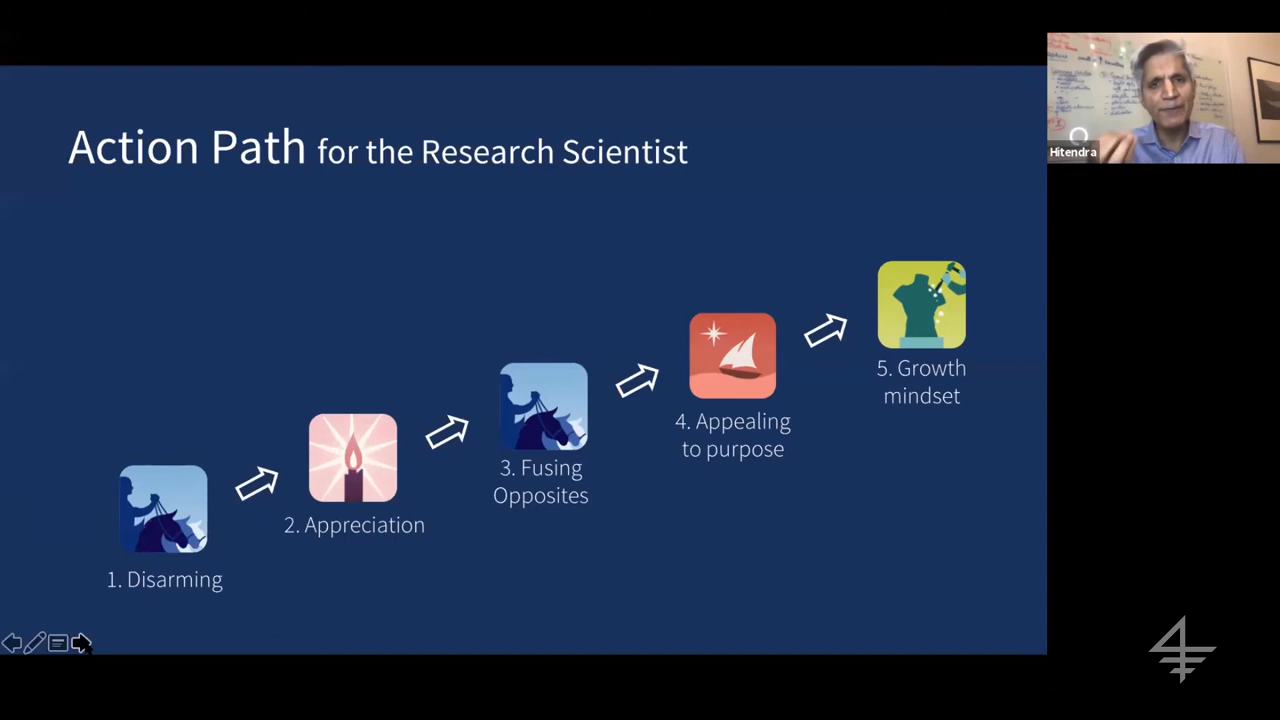 Action Path for the Research Scientist
Hitendra
5. Growth
mindset
4. Appealing
to purpose
3. Fusing
Opposites
2. Appreciation
1. Disarming